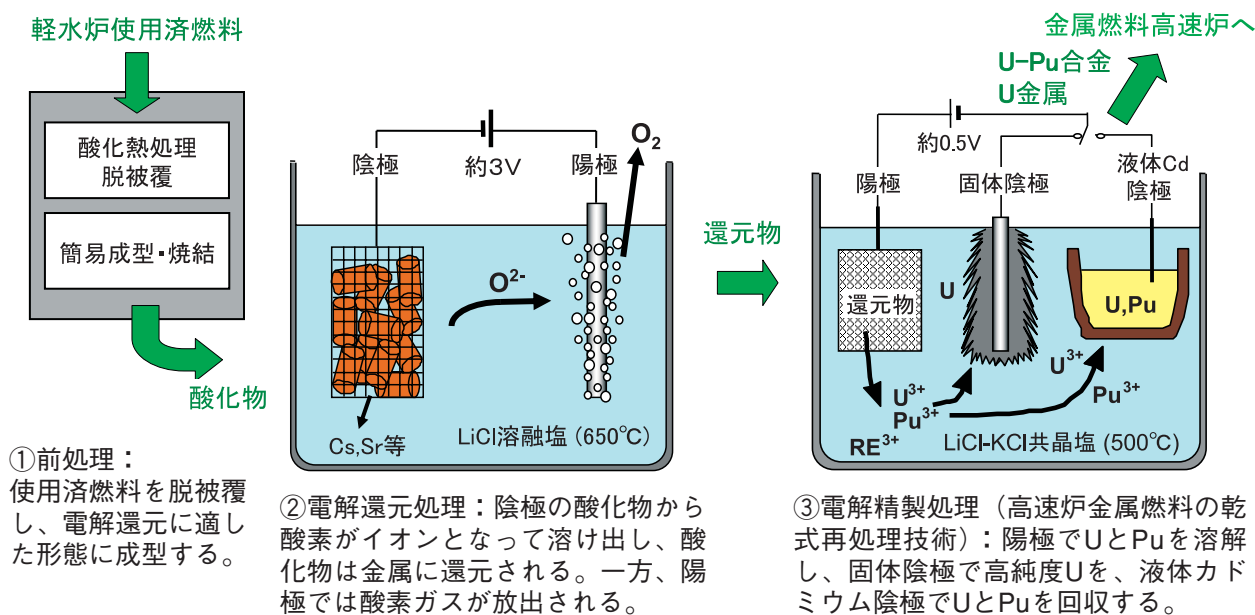 軽水炉使用済燃料
酸化熱処理
脱被覆
簡易成型・焼結
酸化物
①前処理：
使用済燃料を脱被覆
し、電解還元に適し
た形態に成型する。
陰極
約3V
陽極
O2
O2-
Cs,Sr等
LiCl溶融塩 (650℃)
②電解還元処理：陰極の酸化物から
酸素がイオンとなって溶け出し、酸
化物は金属に還元される。一方、陽
極では酸素ガスが放出される。
還元物
金属燃料高速炉へ
U-Pu合金
U金属
約0.5V
陽極
固体陰極
液体Cd
陰極
還元物
U
U,Pu
U3+
Pu3+
U3+
Pu3+
RE3+
LiCl-KCl共晶塩 (500℃)
③電解精製処理（高速炉金属燃料の乾
式再処理技術）：陽極でUとPuを溶解
し、固体陰極で高純度Uを、液体カド
ミウム陰極でUとPuを回収する。